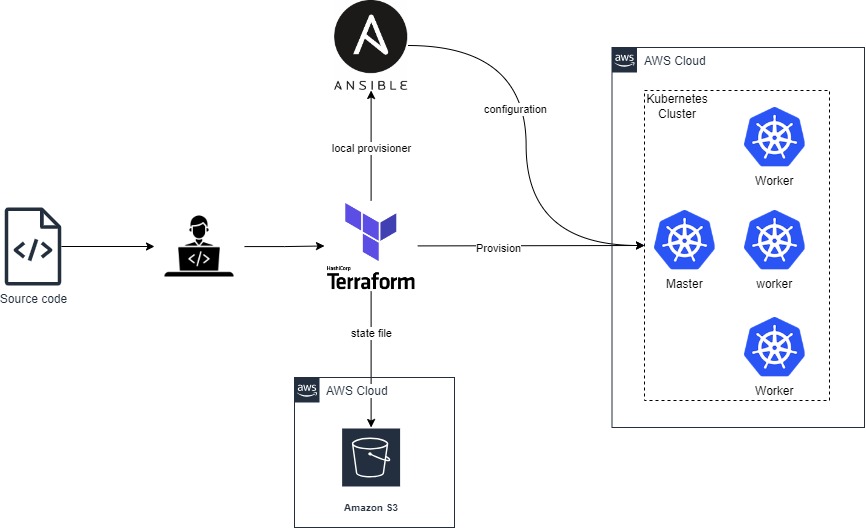 ANSIBLE
aws
AWS Cloud
Kubernetes
Cluster
configuration
Worker
local provisioner
</>
Source code
</>
HashiCorp
Terraform
Provision
Master
worker
state file
Worker
aws
AWS Cloud
Amazon S3